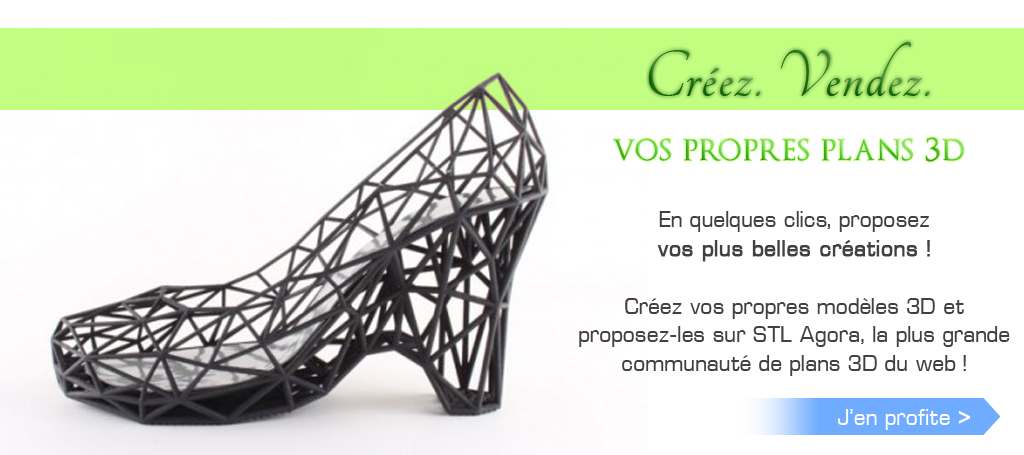 Créez. Vendez.
VOS PROPRES PLANS 3D
En quelques clics, proposez
vos plus belles créations !
Créez vos propres modèles 3D et
proposez-les sur STL Agora, la plus grande
communauté de plans 3D du web !
J'en profite >